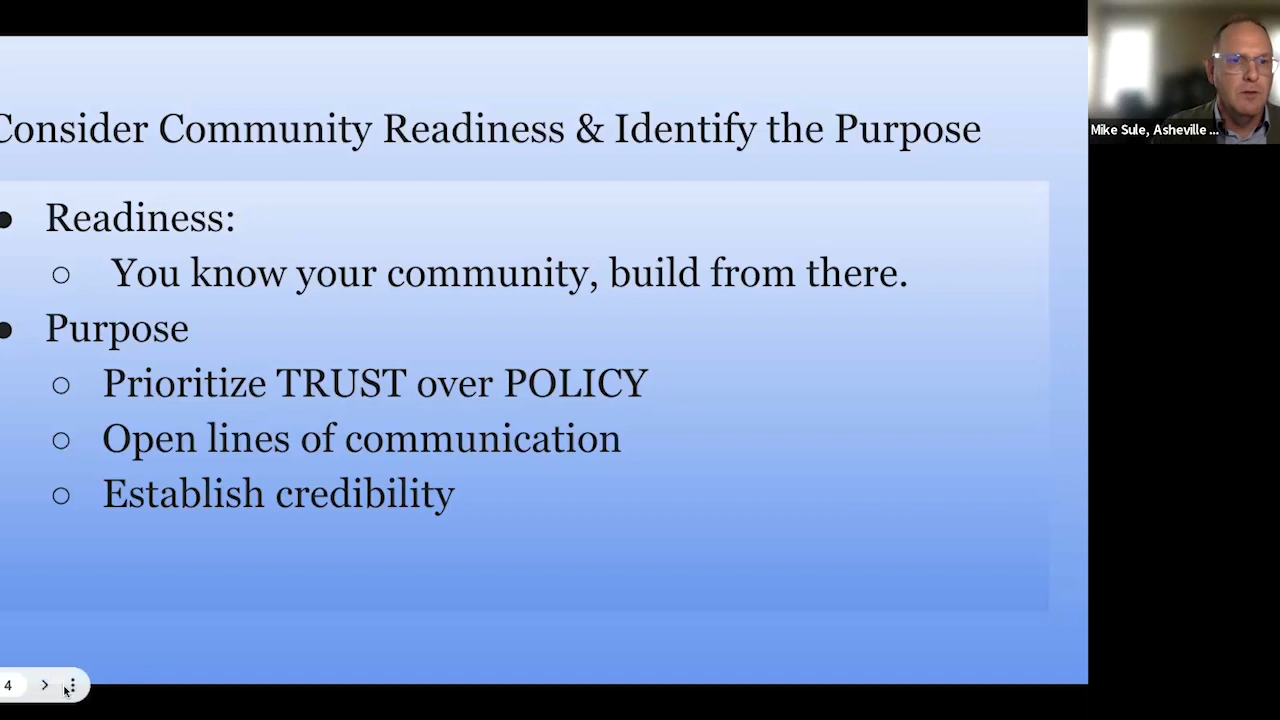 Consider Community Readiness & Identify the Purpose
Mike Sule, Asheville ...
● Readiness:
○ You know your community, build from there.
● Purpose
○ Prioritize TRUST over POLICY
○ Open lines of communication
○ Establish credibility
4